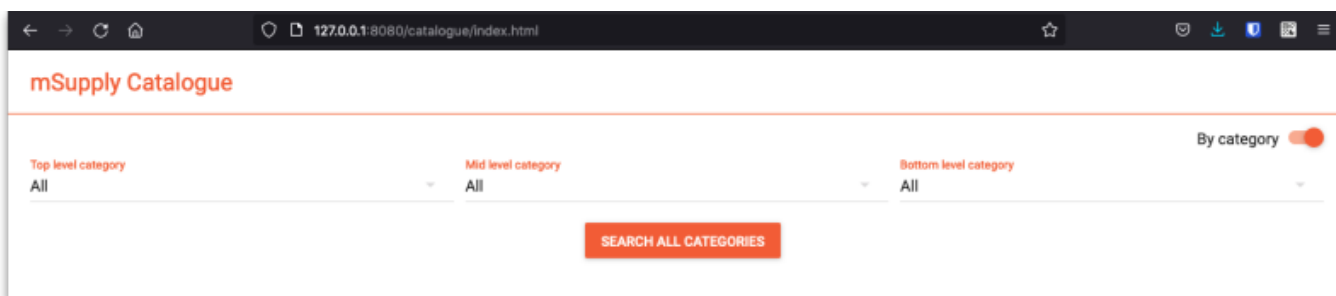 127.0.0.1:8080/catalogue/index.html
mSupply Catalogue
By category
Top level category Mid level category Bottom level category
All All All
SEARCH ALL CATEGORIES